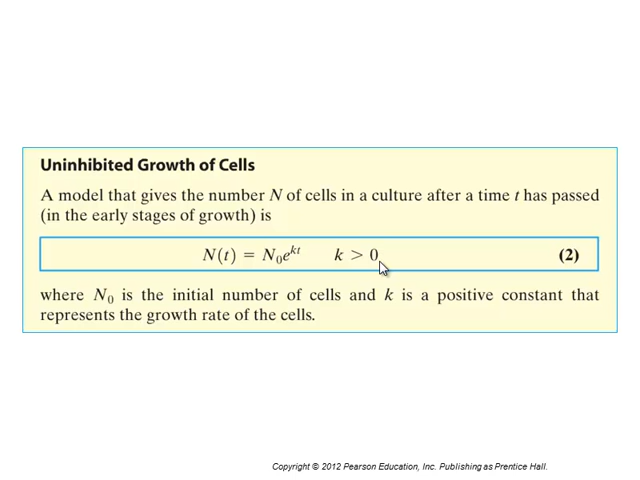 Uninhibited Growth of Cells
A model that gives the number N of cells in a culture after a time t has passed
(in the early stages of growth) is
N(t) = N₀eᵏᵗ k > 0 (2)
where N₀ is the initial number of cells and k is a positive constant that
represents the growth rate of the cells.
Copyright © 2012 Pearson Education, Inc. Publishing as Prentice Hall.